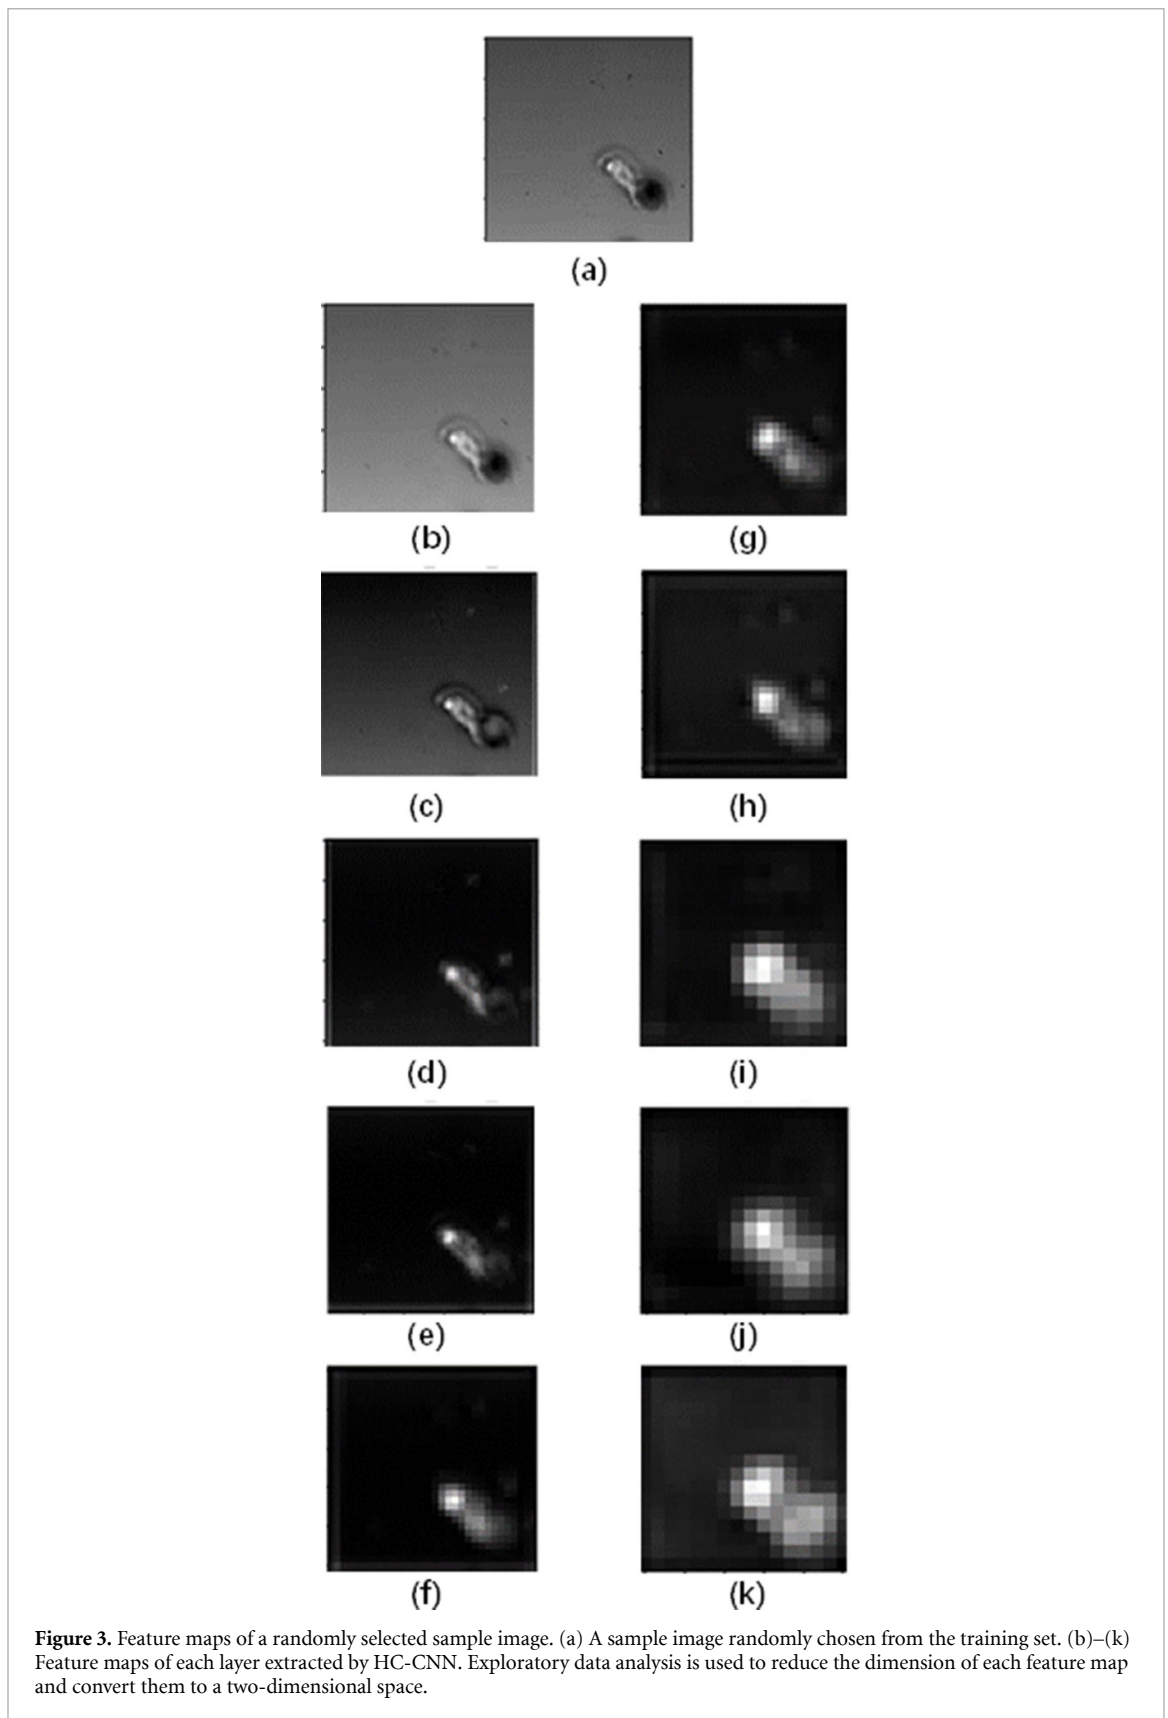 (a)
(b)
(g)
(c)
(h)
(d)
(i)
(e)
(j)
(f)
(k)
Figure 3. Feature maps of a randomly selected sample image. (a) A sample image randomly chosen from the training set. (b)–(k)
Feature maps of each layer extracted by HC-CNN. Exploratory data analysis is used to reduce the dimension of each feature map
and convert them to a two-dimensional space.